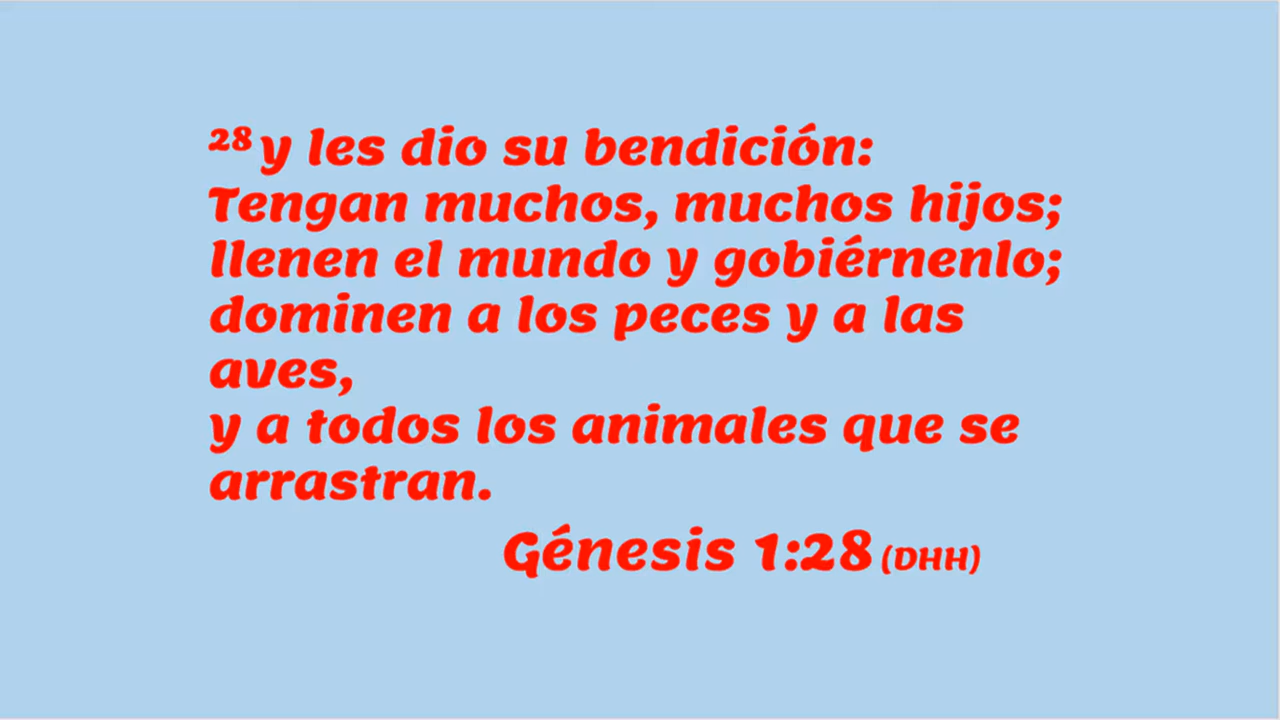 28 y les dio su bendición:
Tengan muchos, muchos hijos;
llenen el mundo y gobiérnenlo;
dominen a los peces y a las
aves,
y a todos los animales que se
arrastran.
Génesis 1:28 (DHH)